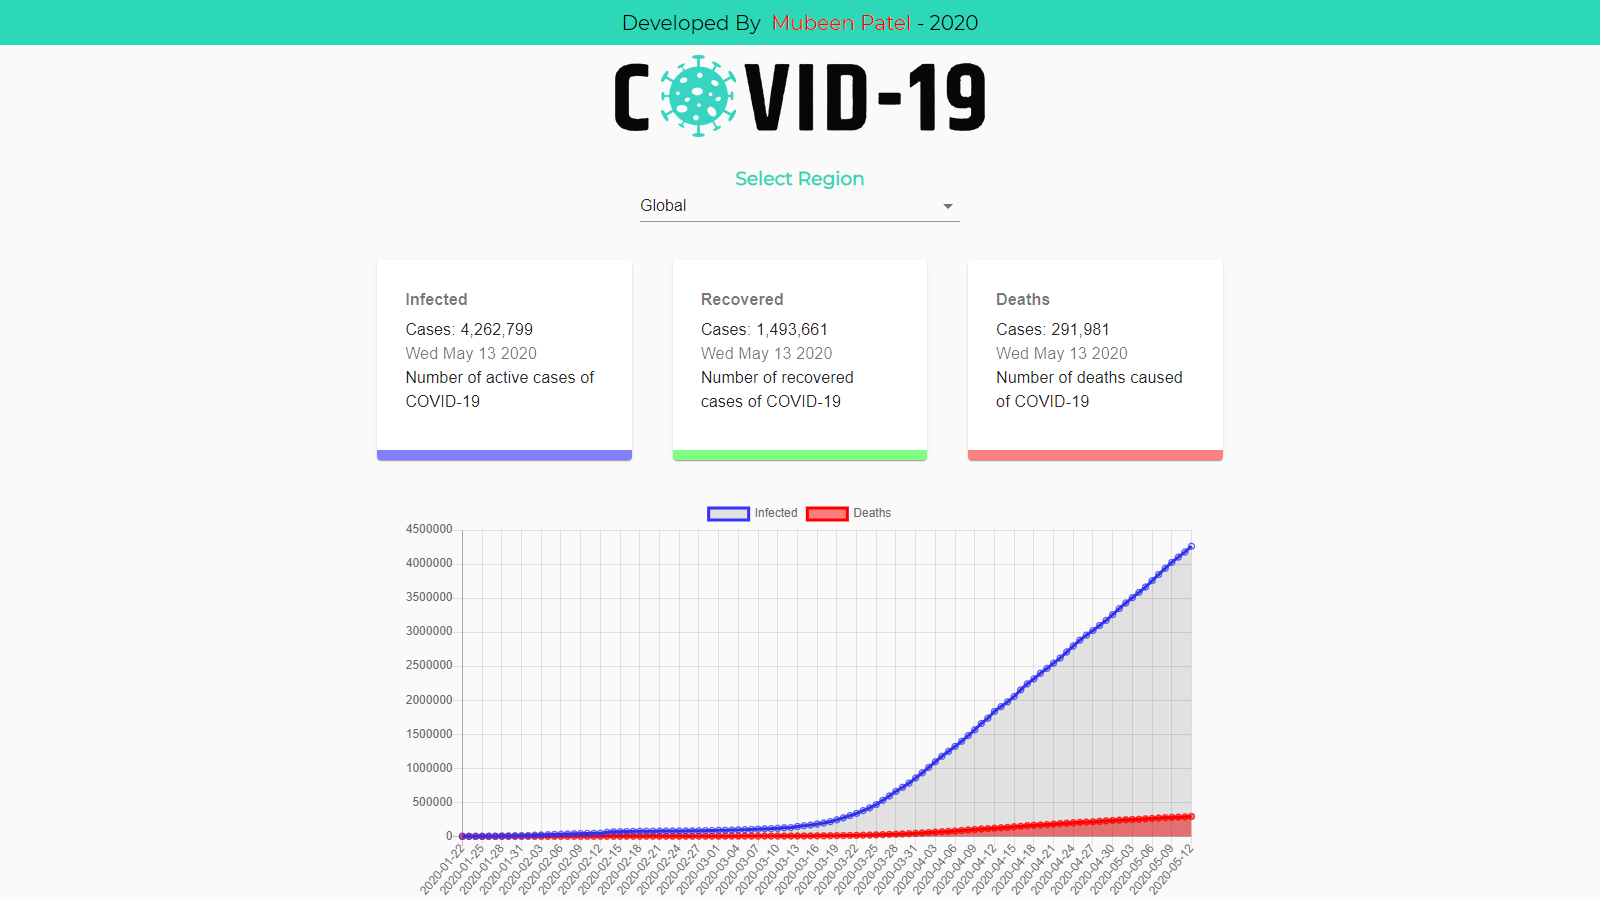 Developed By Mubeen Patel - 2020
COVID-19
Select Region
Global
Infected
Cases: 4,262,799
Wed May 13 2020
Number of active cases of
COVID-19
Recovered
Cases: 1,493,661
Wed May 13 2020
Number of recovered
cases of COVID-19
Deaths
Cases: 291,981
Wed May 13 2020
Number of deaths caused
of COVID-19
Infected Deaths
4500000
4000000
3500000
3000000
2500000
2000000
1500000
1000000
500000
0
2020-01-22
2020-01-25
2020-01-28
2020-01-31
2020-02-03
2020-02-06
2020-02-09
2020-02-12
2020-02-15
2020-02-18
2020-02-21
2020-02-24
2020-02-27
2020-03-01
2020-03-04
2020-03-07
2020-03-10
2020-03-13
2020-03-16
2020-03-19
2020-03-22
2020-03-25
2020-03-28
2020-03-31
2020-04-03
2020-04-06
2020-04-09
2020-04-12
2020-04-15
2020-04-18
2020-04-21
2020-04-24
2020-04-27
2020-04-30
2020-05-03
2020-05-06
2020-05-09
2020-05-12